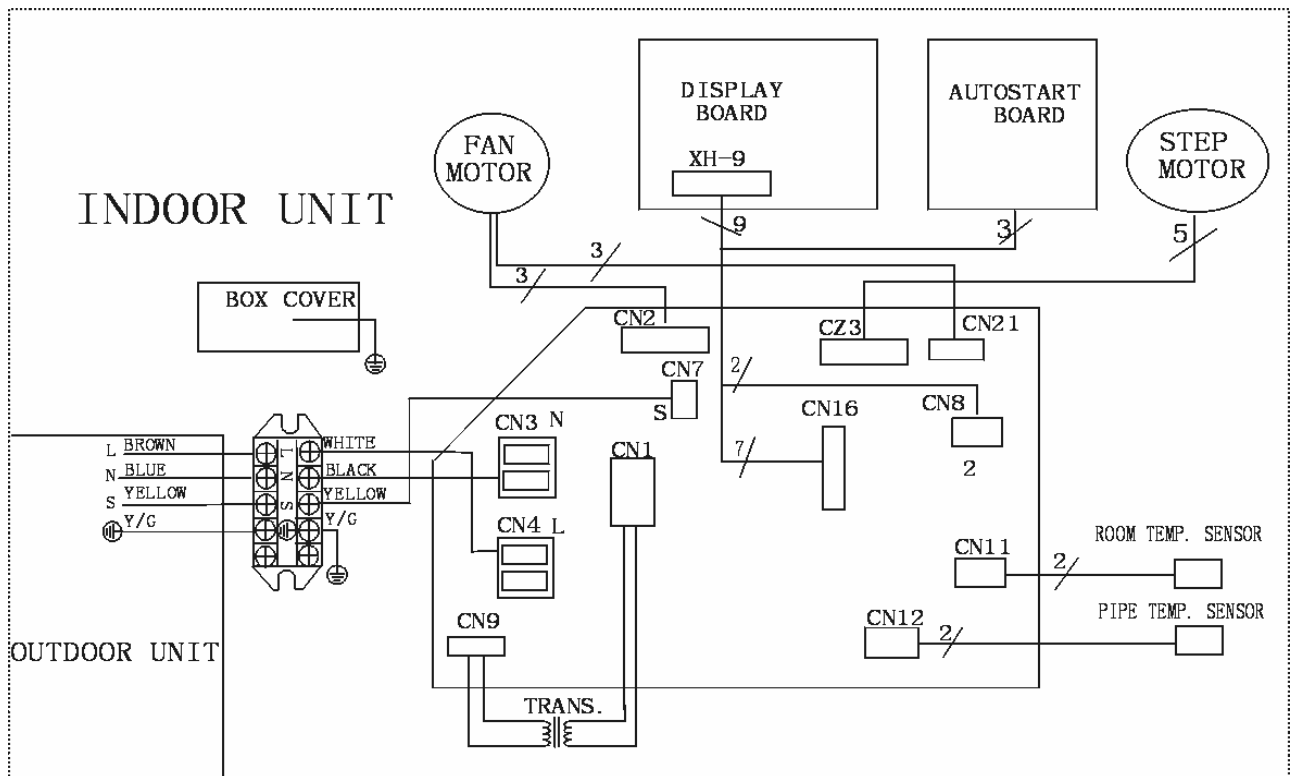 DISPLAY
BOARD
XH-9
AUTOSTART
BOARD
STEP
MOTOR
FAN
MOTOR
INDOOR UNIT
9
3
5
3
3
BOX COVER
CN2
CZ3
CN21
CN7
S
2
CN16
CN8
2
7
CN3 N
CN1
CN4 L
CN9
L BROWN
N BLUE
S YELLOW
Y/G
L
N
S
WHITE
BLACK
YELLOW
Y/G
CN11
2
ROOM TEMP. SENSOR
CN12
2
PIPE TEMP. SENSOR
OUTDOOR UNIT
TRANS.